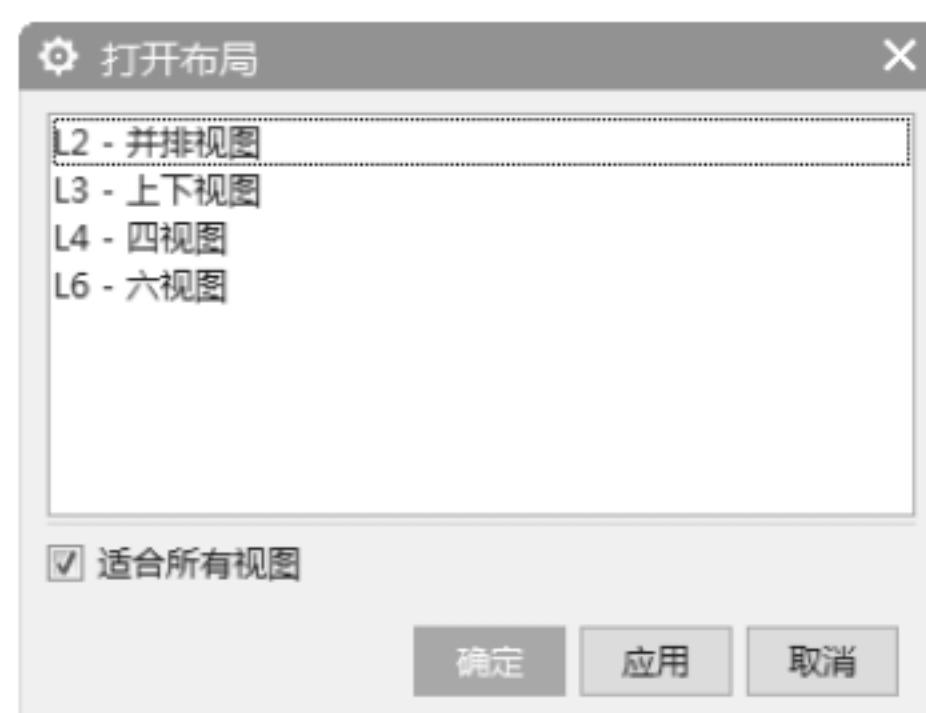 打开布局
L2 - 并排视图
L3 - 上下视图
L4 - 四视图
L6 - 六视图
适合所有视图
确定 应用 取消